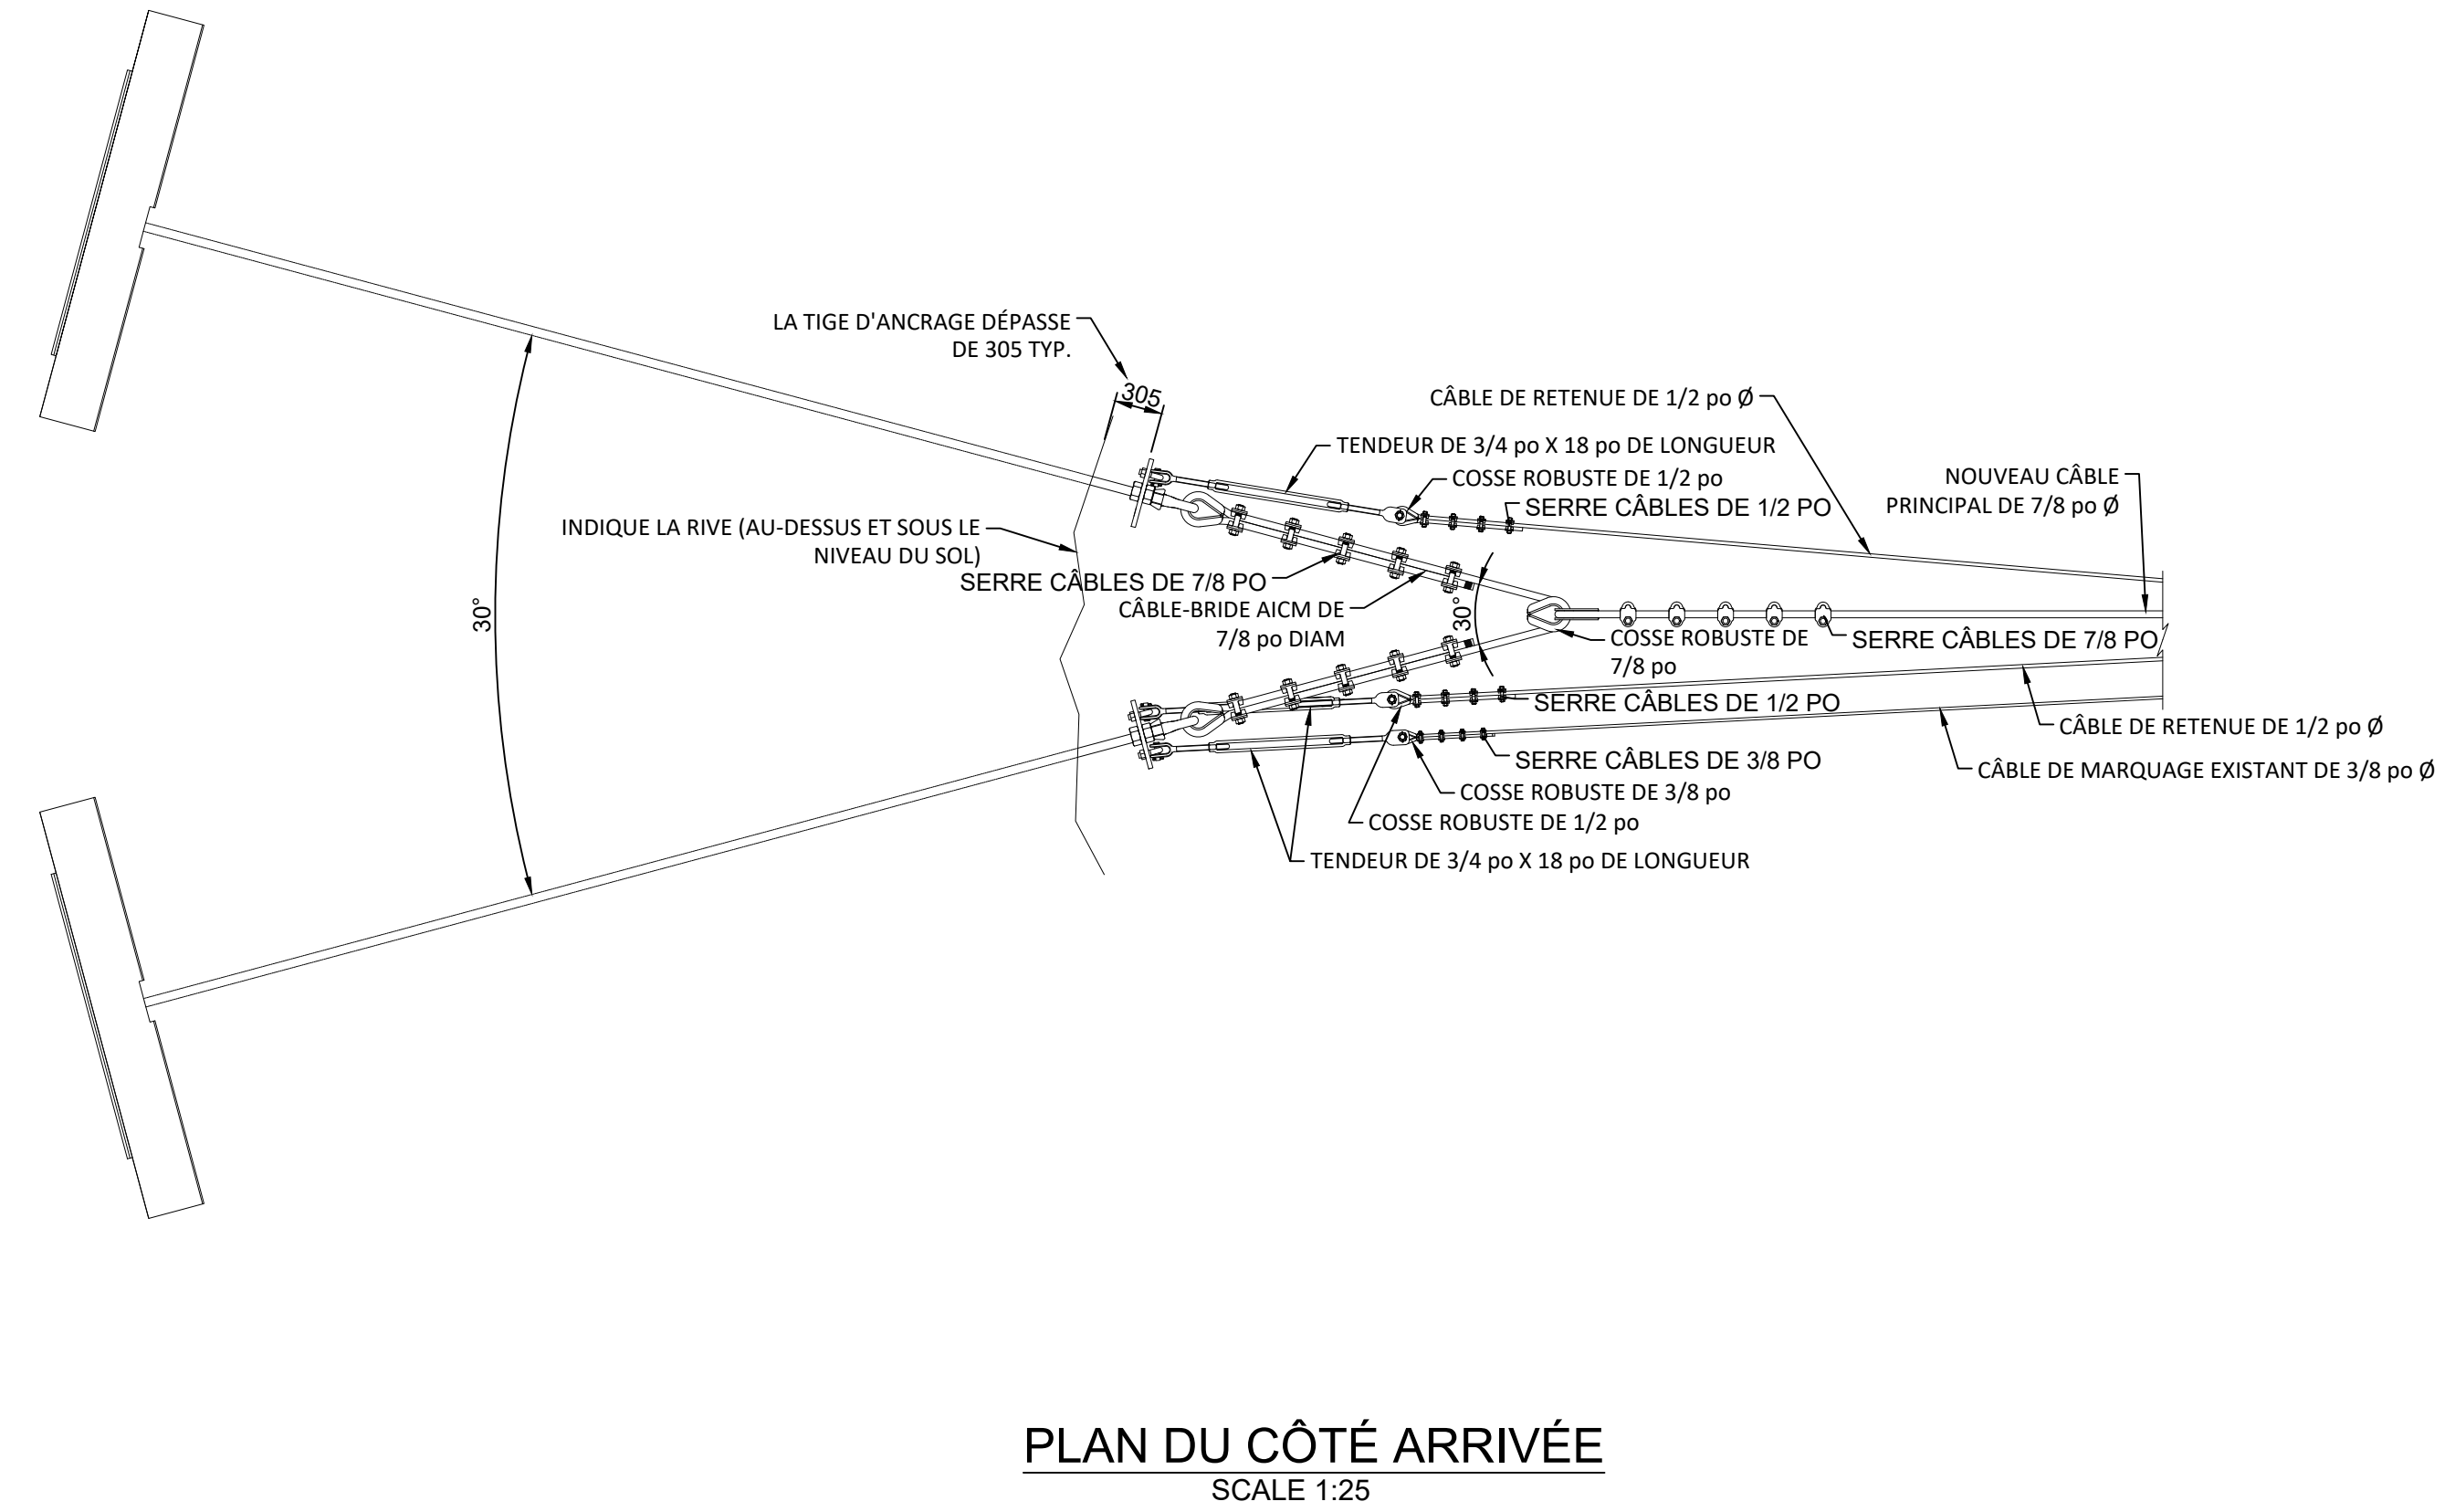 LA TIGE D'ANCRAGE DÉPASSE
DE 305 TYP.
305
CÂBLE DE RETENUE DE 1/2 po Ø
TENDEUR DE 3/4 po X 18 po DE LONGUEUR
COSSE ROBUSTE DE 1/2 po
SERRE CÂBLES DE 1/2 PO
NOUVEAU CÂBLE
PRINCIPAL DE 7/8 po Ø
INDIQUE LA RIVE (AU-DESSUS ET SOUS LE
NIVEAU DU SOL)
SERRE CÂBLES DE 7/8 PO
CÂBLE-BRIDE AICM DE
7/8 po DIAM
30°
30°
COSSE ROBUSTE DE
7/8 po
SERRE CÂBLES DE 7/8 PO
SERRE CÂBLES DE 1/2 PO
CÂBLE DE RETENUE DE 1/2 po Ø
SERRE CÂBLES DE 3/8 PO
CÂBLE DE MARQUAGE EXISTANT DE 3/8 po Ø
COSSE ROBUSTE DE 3/8 po
COSSE ROBUSTE DE 1/2 po
TENDEUR DE 3/4 po X 18 po DE LONGUEUR
PLAN DU CÔTÉ ARRIVÉE
SCALE 1:25